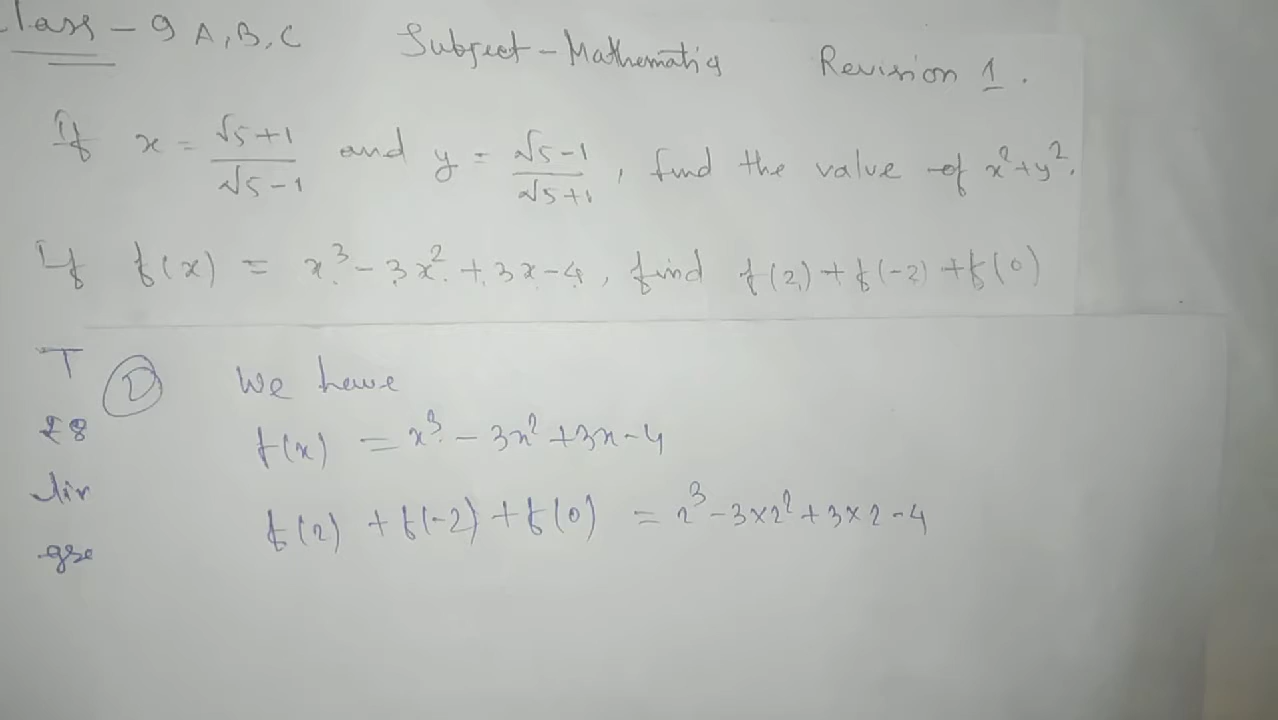 lass - 9 A, B, C Subject - Mathematics Revision 1.
If x = √5+1/√5-1 and y = √5-1/√5+1, find the value of x²+y².
If f(x) = x³ - 3x² + 3x - 4, find f(2) + f(-2) + f(0)
We have
f(x) = x³ - 3x² + 3x - 4
f(2) + f(-2) + f(0) = 2³ - 3×2² + 3×2 - 4